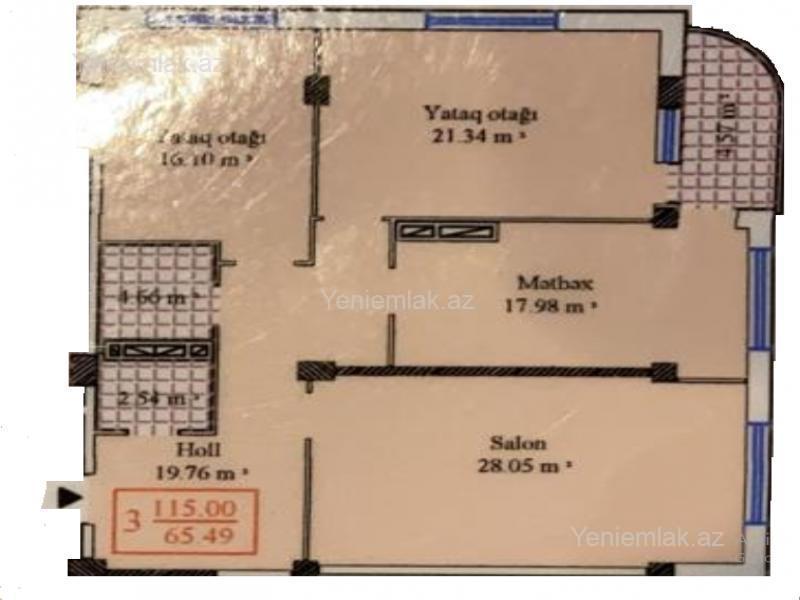 Yeniemlak.az
Yataq otağı
16.10 m²
Yataq otağı
21.34 m²
4.57 m²
4.66 m²
Yeniemlak.az
Mətbəx
17.98 m²
2.54 m²
Holl
19.76 m²
Salon
28.05 m²
3 115.00
65.49
Yeniemlak.az